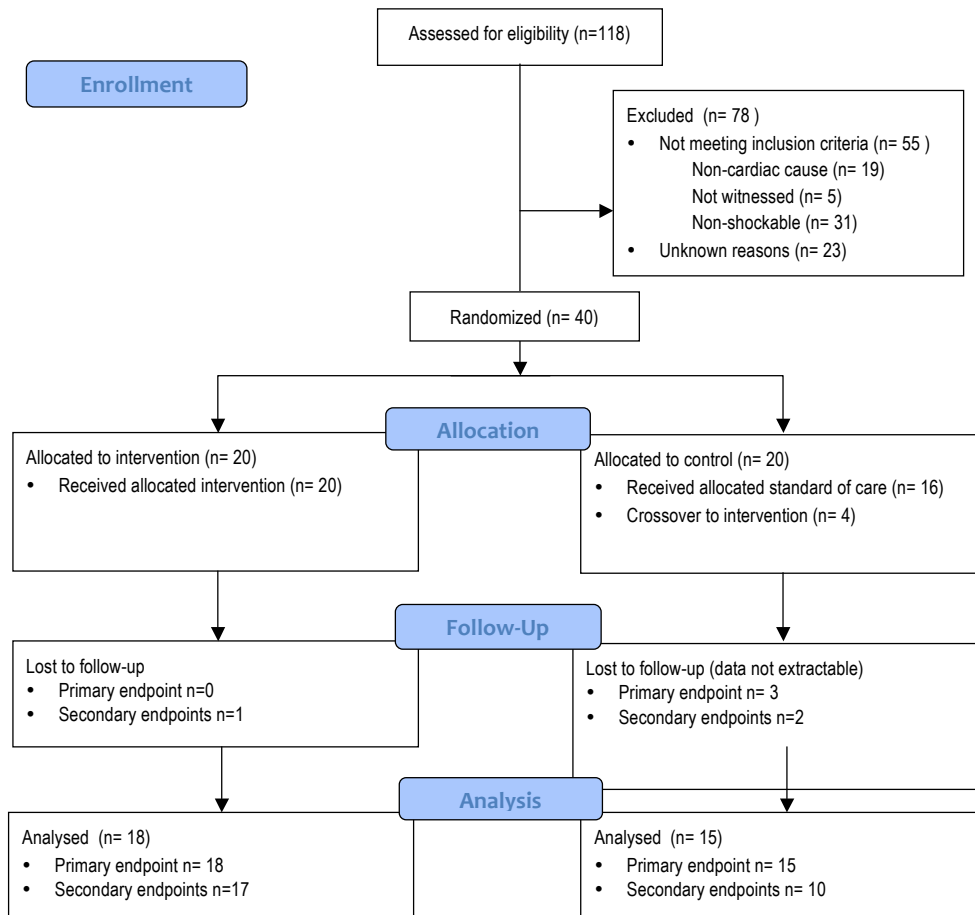 Assessed for eligibility (n=118)
Enrollment
Excluded (n= 78 )
• Not meeting inclusion criteria (n= 55 )
Non-cardiac cause (n= 19)
Not witnessed (n= 5)
Non-shockable (n= 31)
• Unknown reasons (n= 23)
Randomized (n= 40)
Allocation
Allocated to intervention (n= 20)
• Received allocated intervention (n= 20)
Allocated to control (n= 20)
• Received allocated standard of care (n= 16)
• Crossover to intervention (n= 4)
Follow-Up
Lost to follow-up
• Primary endpoint n=0
• Secondary endpoints n=1
Lost to follow-up (data not extractable)
• Primary endpoint n= 3
• Secondary endpoints n=2
Analysis
Analysed (n= 18)
• Primary endpoint n= 18
• Secondary endpoints n=17
Analysed (n= 15)
• Primary endpoint n= 15
• Secondary endpoints n= 10